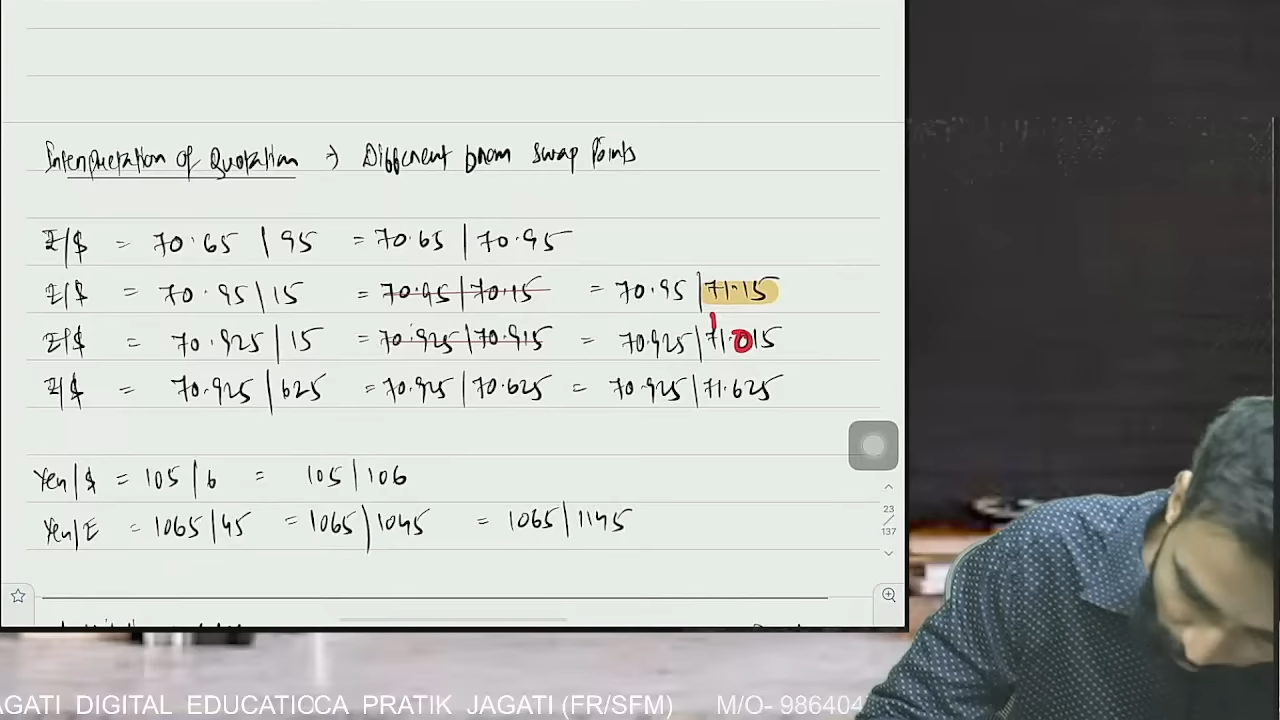 Interpretation of Quotation → Different from Swap Points
₹/$ = 70.65 | 95 = 70.65 | 70.95
₹/$ = 70.95 | 15 = 70.95 | 70.15 = 70.95 | 71.15
₹/$ = 70.925 | 15 = 70.925 | 70.915 = 70.925 | 71.015
₹/$ = 70.925 | 625 = 70.925 | 70.625 = 70.925 | 71.625
Yen/$ = 105 | 6 = 105 | 106
Yen/£ = 1065 | 45 = 1065 | 1045 = 1065 | 1145
23
/
137
AGATI DIGITAL EDUCATICCA PRATIK JAGATI (FR/SFM) M/O- 986404